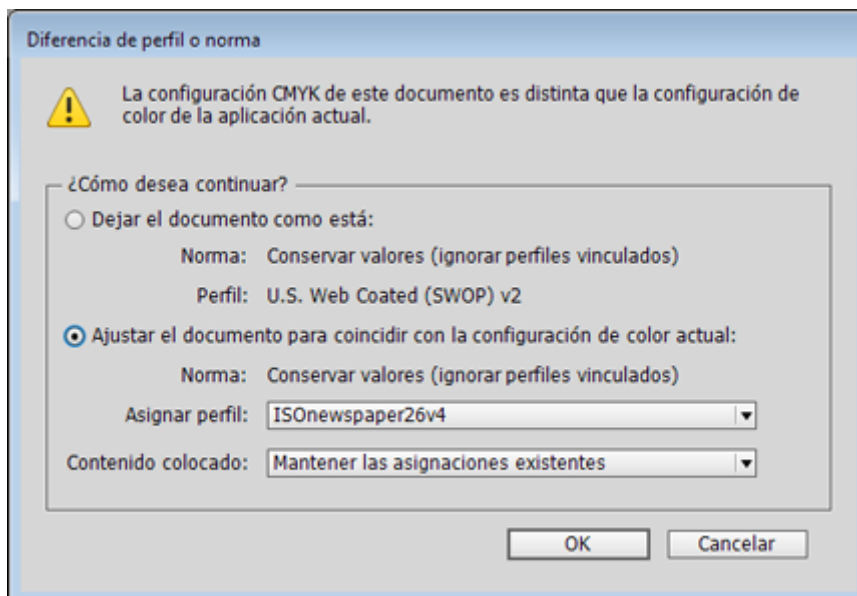 Diferencia de perfil o norma
La configuración CMYK de este documento es distinta que la configuración de
color de la aplicación actual.
¿Cómo desea continuar?
Dejar el documento como está:
Norma: Conservar valores (ignorar perfiles vinculados)
Perfil: U.S. Web Coated (SWOP) v2
Ajustar el documento para coincidir con la configuración de color actual:
Norma: Conservar valores (ignorar perfiles vinculados)
Asignar perfil: ISOnewspaper26v4
Contenido colocado: Mantener las asignaciones existentes
OK Cancelar